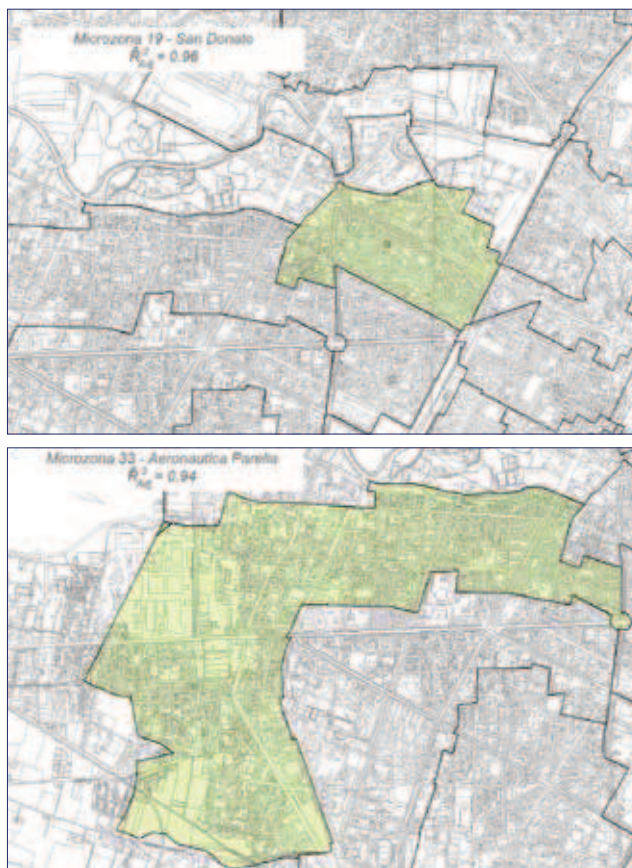 Microzona 19 - San Donato
R̂²adj = 0.96
Microzona 33 - Aeronautica Parella
R̂²adj = 0.94